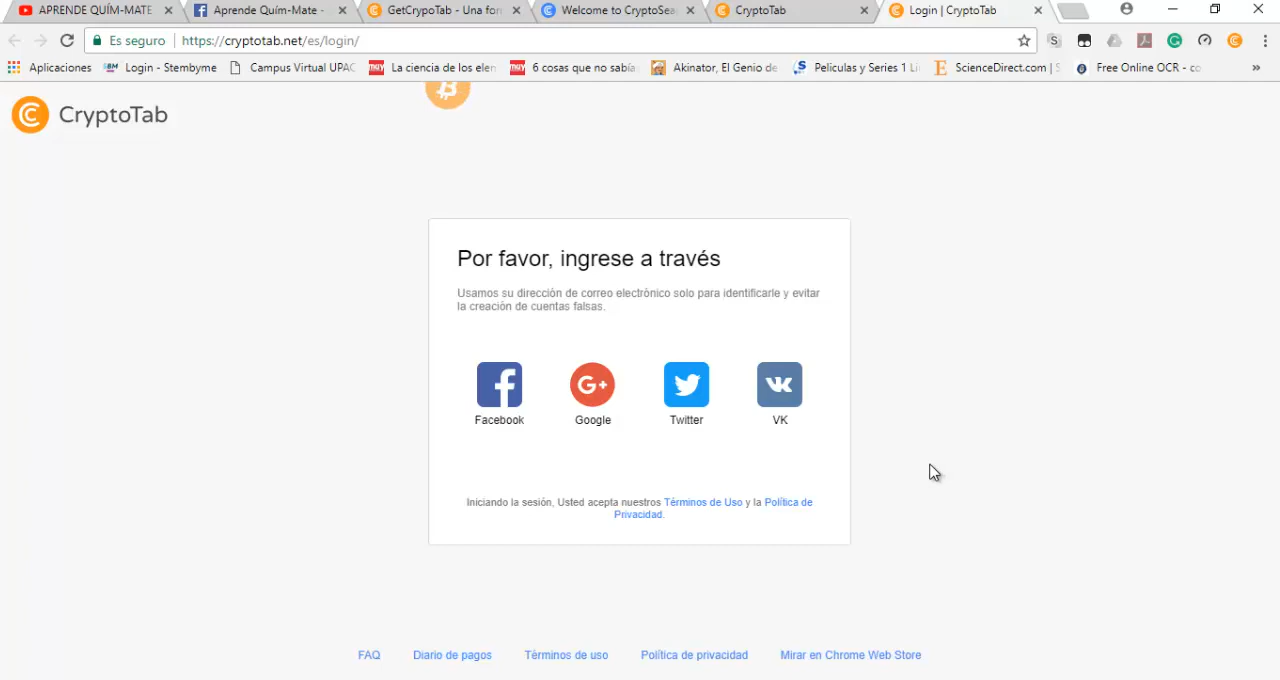 APRENDE QUÍM-MATE
Aprende Quím-Mate -
GetCrypoTab - Una for
Welcome to CryptoSea
CryptoTab
Login | CryptoTab
Es seguro
https://cryptotab.net/es/login/
Aplicaciones
Login - Stembyme
Campus Virtual UPAC
La ciencia de los elen
6 cosas que no sabía
Akinator, El Genio de
Peliculas y Series 1 Li
ScienceDirect.com | S
Free Online OCR - co
CryptoTab
Por favor, ingrese a través
Usamos su dirección de correo electrónico solo para identificarle y evitar
la creación de cuentas falsas.
Facebook
Google
Twitter
VK
Iniciando la sesión, Usted acepta nuestros Términos de Uso y la Política de
Privacidad.
FAQ
Diario de pagos
Términos de uso
Política de privacidad
Mirar en Chrome Web Store